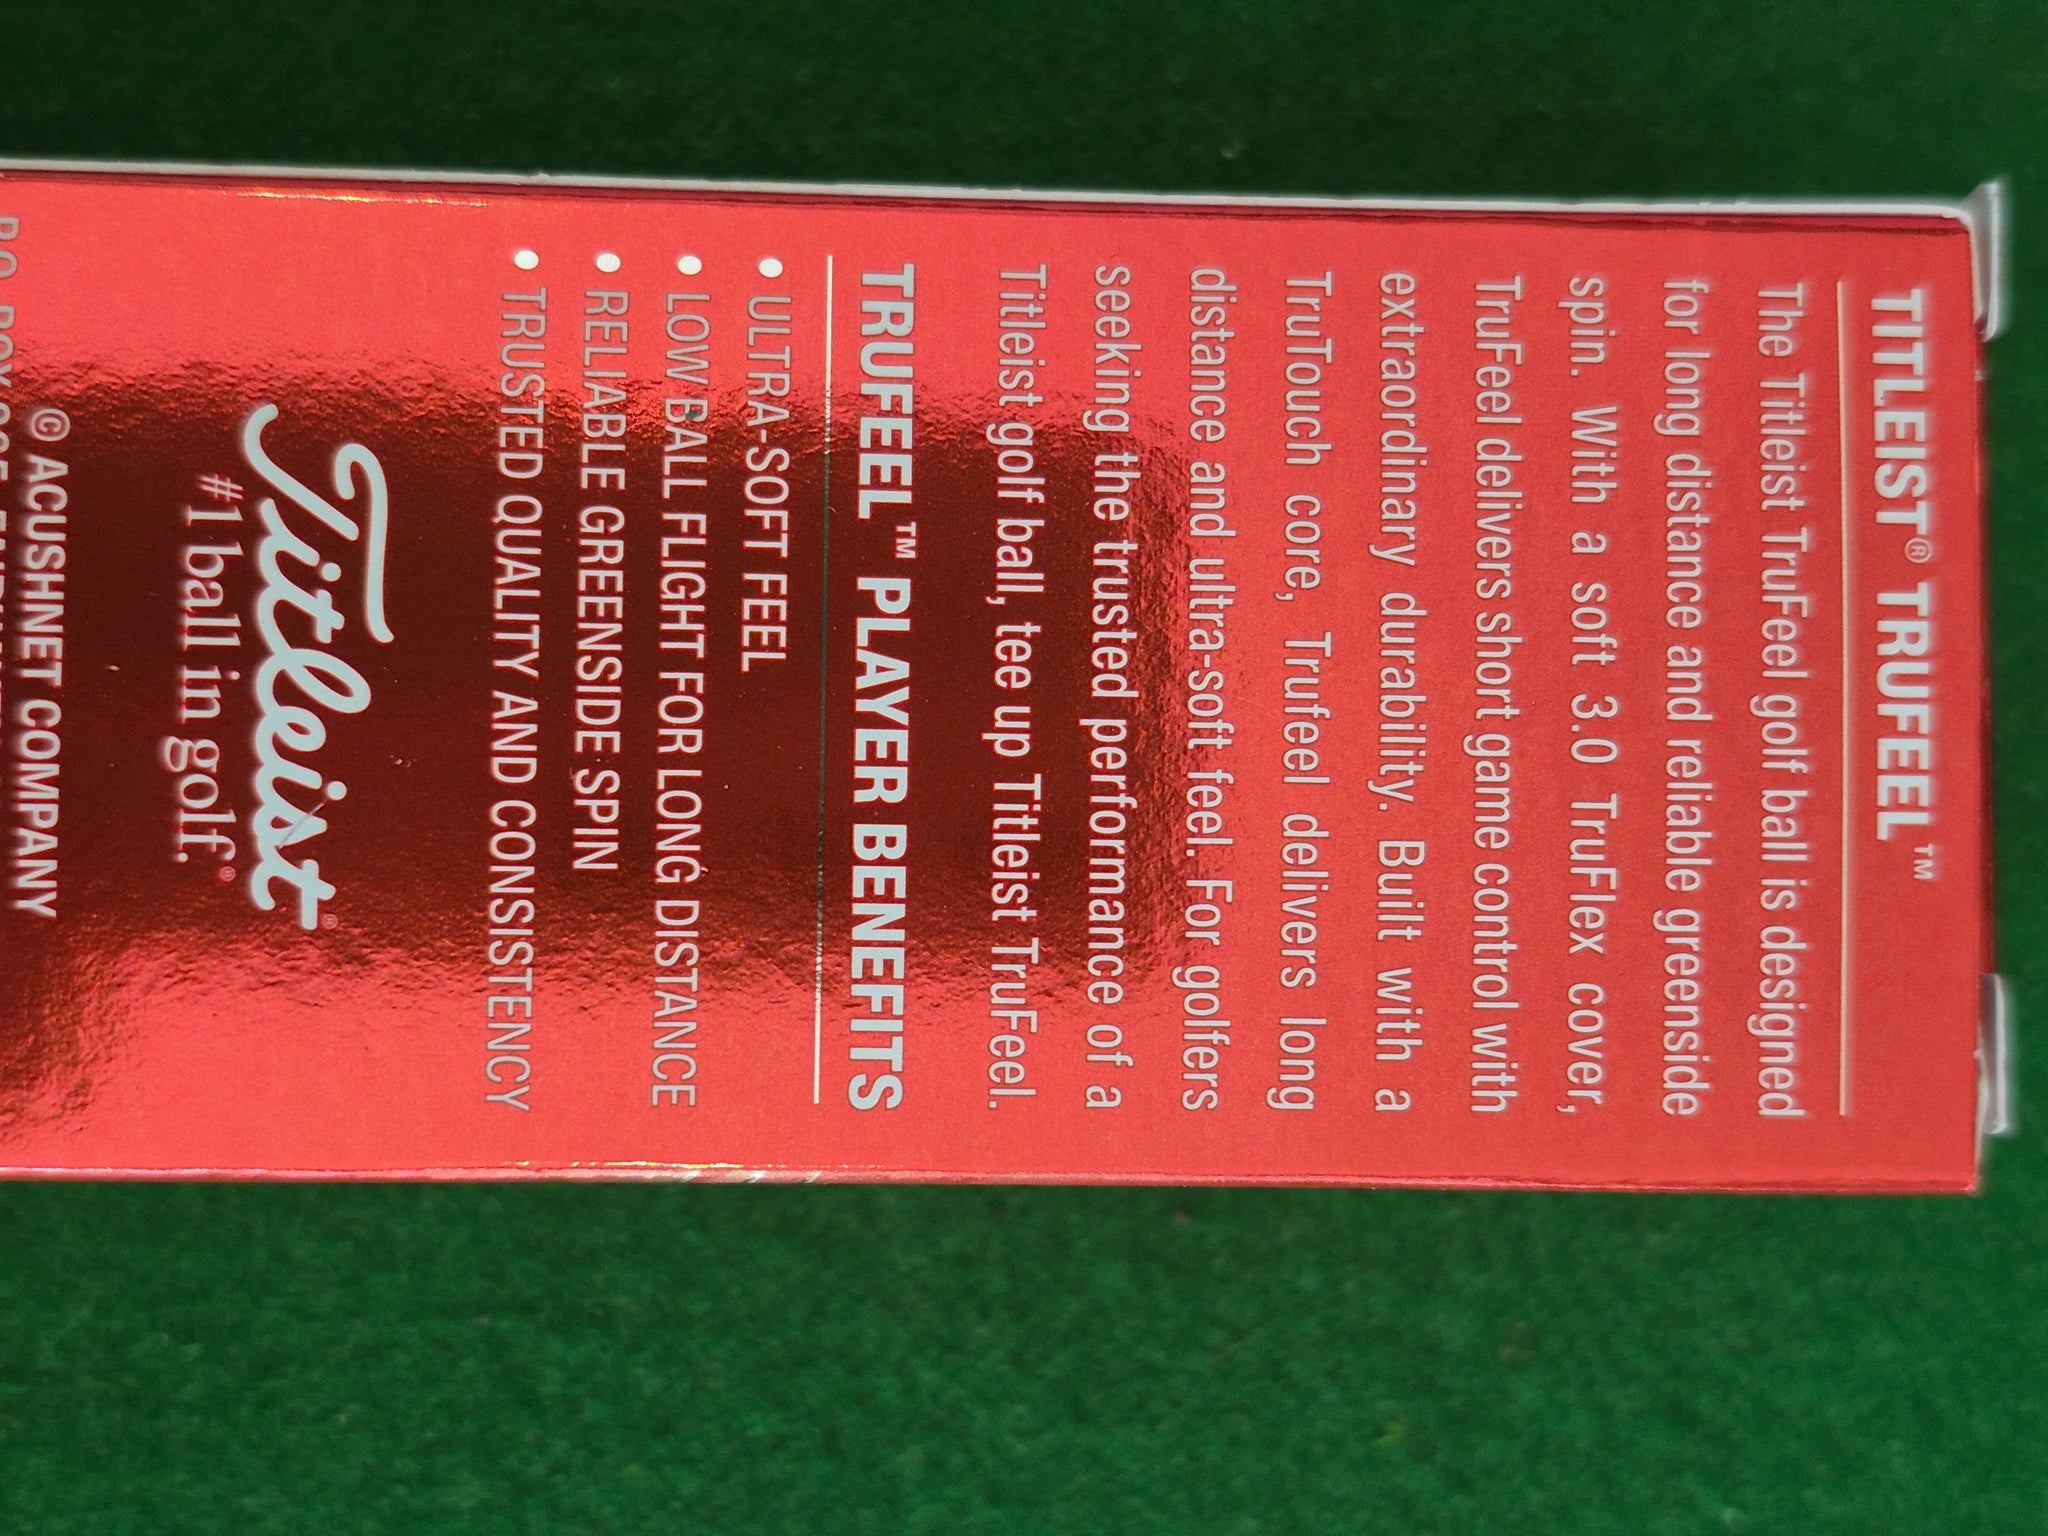 TITLEIST® TRUFEEL™
The Titleist TruFeel golf ball is designed
for long distance and reliable greenside
spin. With a soft 3.0 TruFlex cover,
TruFeel delivers short game control with
extraordinary durability. Built with a
TruTouch core, Trufeel delivers long
distance and ultra-soft feel. For golfers
seeking the trusted performance of a
Titleist golf ball, tee up Titleist TruFeel.
TRUFEEL™ PLAYER BENEFITS
• ULTRA-SOFT FEEL
• LOW BALL FLIGHT FOR LONG DISTANCE
• RELIABLE GREENSIDE SPIN
• TRUSTED QUALITY AND CONSISTENCY
Titleist®
#1 ball in golf.®
© ACUSHNET COMPANY